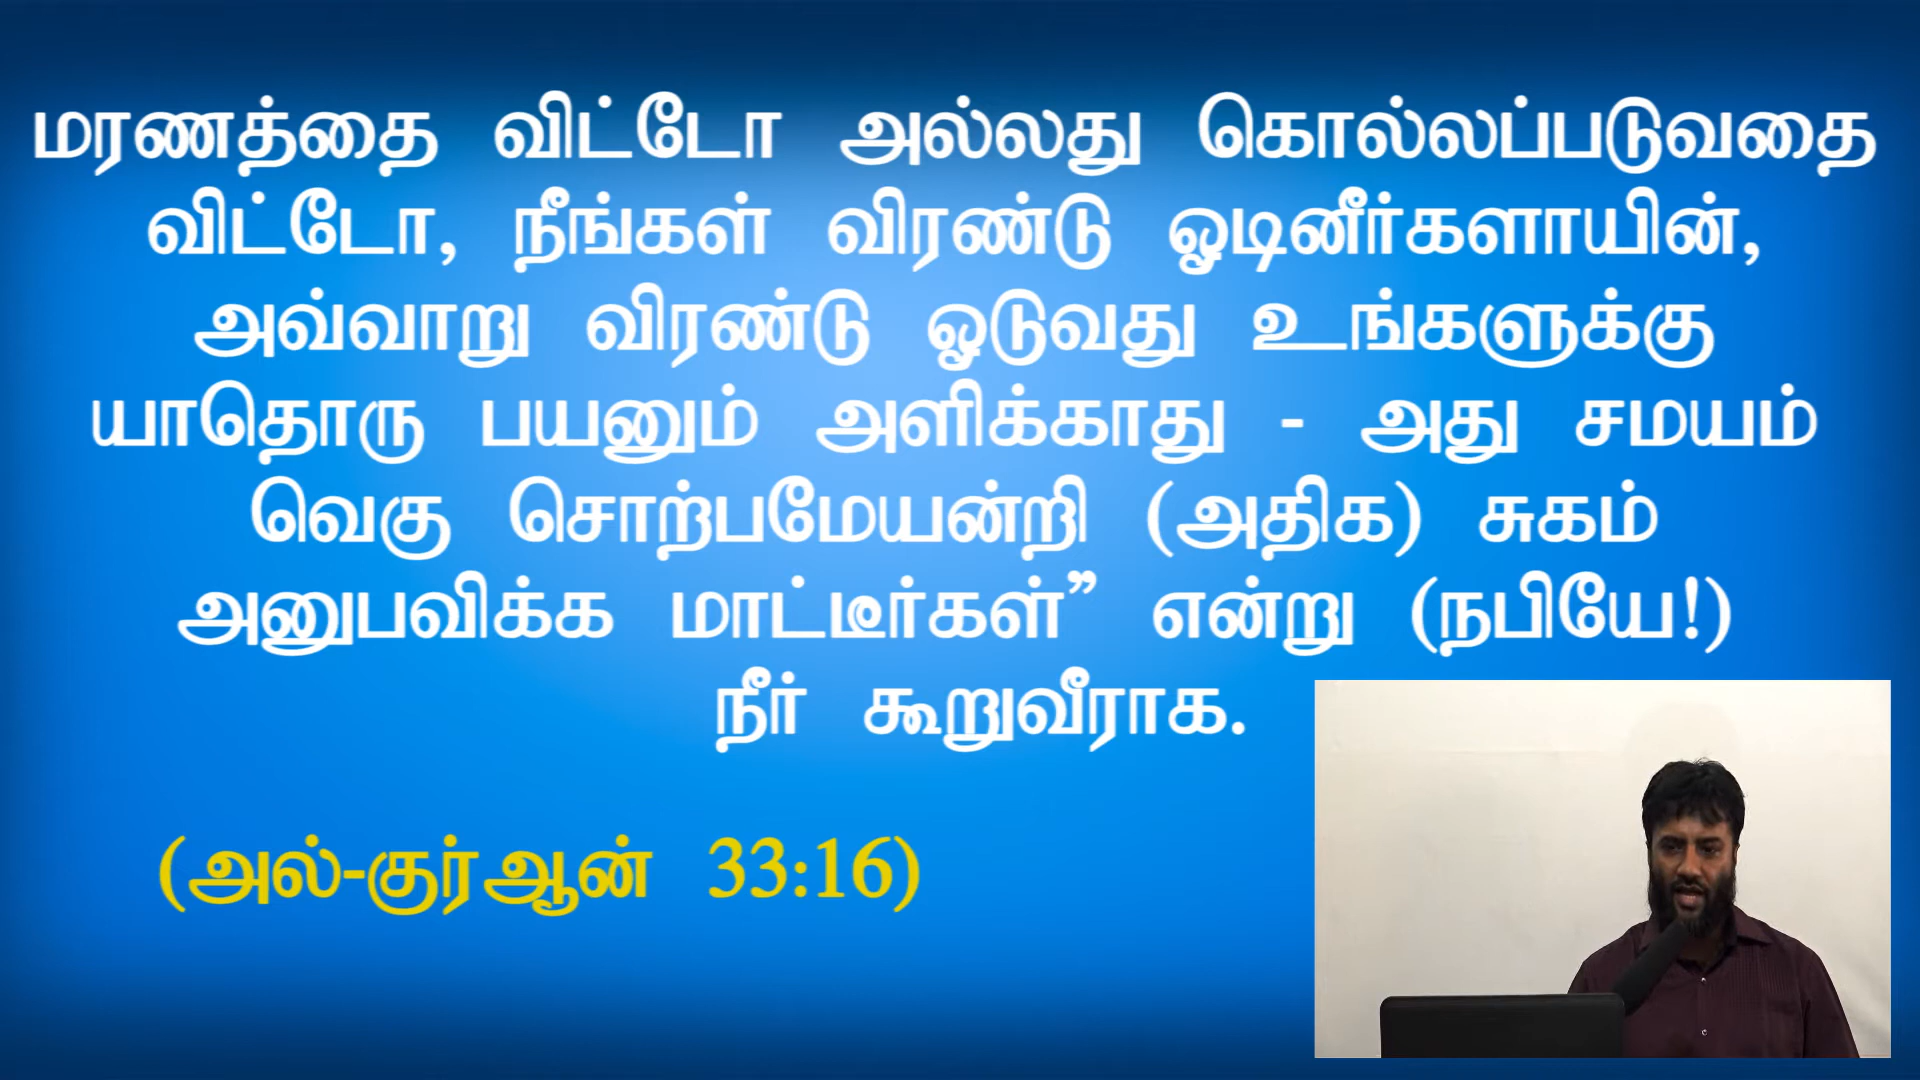 மரணத்தை விட்டோ அல்லது கொல்லப்படுவதை
விட்டோ, நீங்கள் விரண்டு ஓடினீர்களாயின்,
அவ்வாறு விரண்டு ஓடுவது உங்களுக்கு
யாதொரு பயனும் அளிக்காது - அது சமயம்
வெகு சொற்பமேயன்றி (அதிக) சுகம்
அனுபவிக்க மாட்டீர்கள்” என்று (நபியே!)
நீர் கூறுவீராக.
(அல்-குர்ஆன் 33:16)